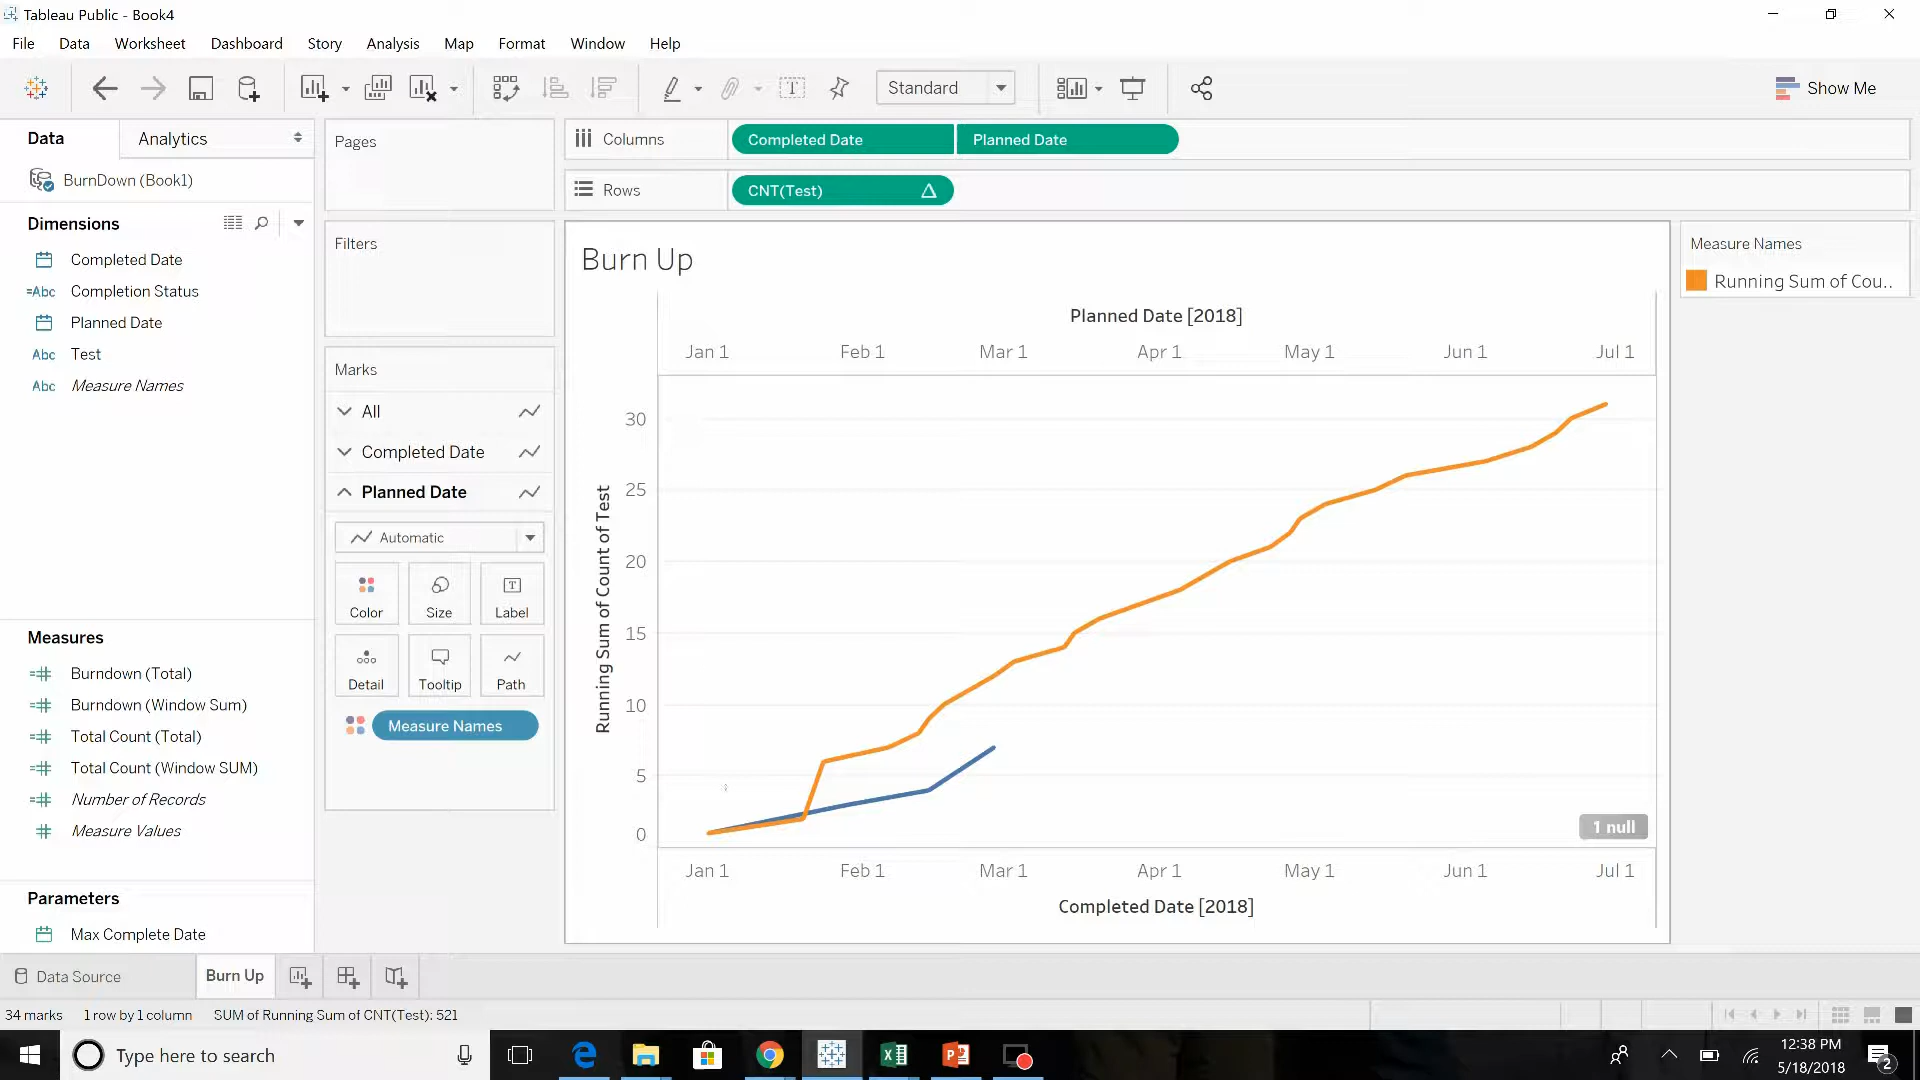 Tableau Public - Book4
File Data Worksheet Dashboard Story Analysis Map Format Window Help
Standard
Show Me
Data
Analytics
BurnDown (Book1)
Dimensions
Completed Date
=Abc Completion Status
Planned Date
Abc Test
Abc Measure Names
Measures
Burndown (Total)
Burndown (Window Sum)
Total Count (Total)
Total Count (Window SUM)
Number of Records
Measure Values
Parameters
Max Complete Date
Pages
Filters
Marks
All
Completed Date
Planned Date
Automatic
Color Size Label
Detail Tooltip Path
Measure Names
Columns Completed Date Planned Date
Rows CNT(Test)
Burn Up
Planned Date [2018]
Jan 1 Feb 1 Mar 1 Apr 1 May 1 Jun 1 Jul 1
Running Sum of Count of Test
30
25
20
15
10
5
0
1 null
Jan 1 Feb 1 Mar 1 Apr 1 May 1 Jun 1 Jul 1
Completed Date [2018]
Measure Names
Running Sum of Cou..
Data Source
Burn Up
34 marks 1 row by 1 column SUM of Running Sum of CNT(Test): 521
Type here to search
12:38 PM
5/18/2018
2